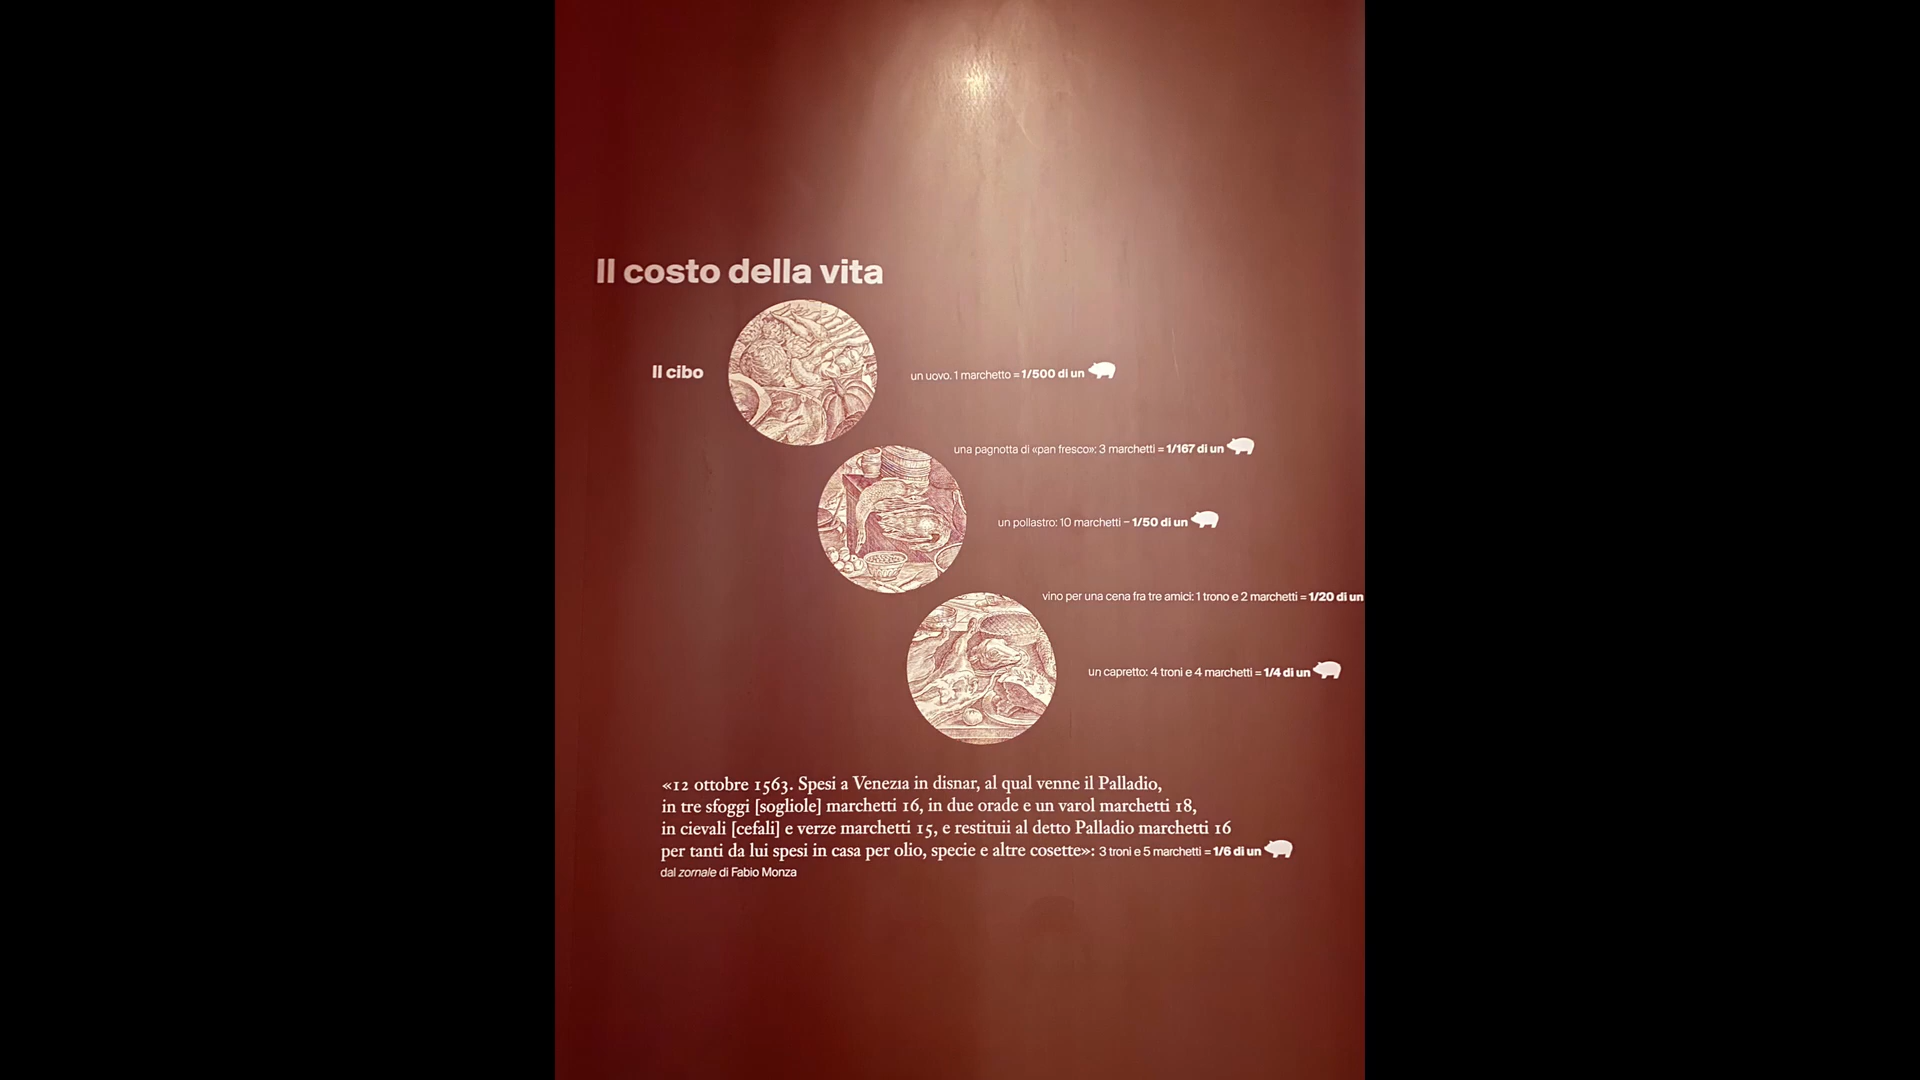 Il costo della vita
Il cibo
un uovo. 1 marchetto = 1/500 di un
una pagnotta di «pan fresco»: 3 marchetti = 1/167 di un
un pollastro: 10 marchetti – 1/50 di un
vino per una cena fra tre amici: 1 trono e 2 marchetti = 1/20 di un
un capretto: 4 troni e 4 marchetti = 1/4 di un
«12 ottobre 1563. Spesi a Venezia in disnar, al qual venne il Palladio,
in tre sfoggi [sogliole] marchetti 16, in due orade e un varol marchetti 18,
in cievali [cefali] e verze marchetti 15, e restituii al detto Palladio marchetti 16
per tanti da lui spesi in casa per olio, specie e altre cosette»: 3 troni e 5 marchetti = 1/6 di un
dal zornale di Fabio Monza